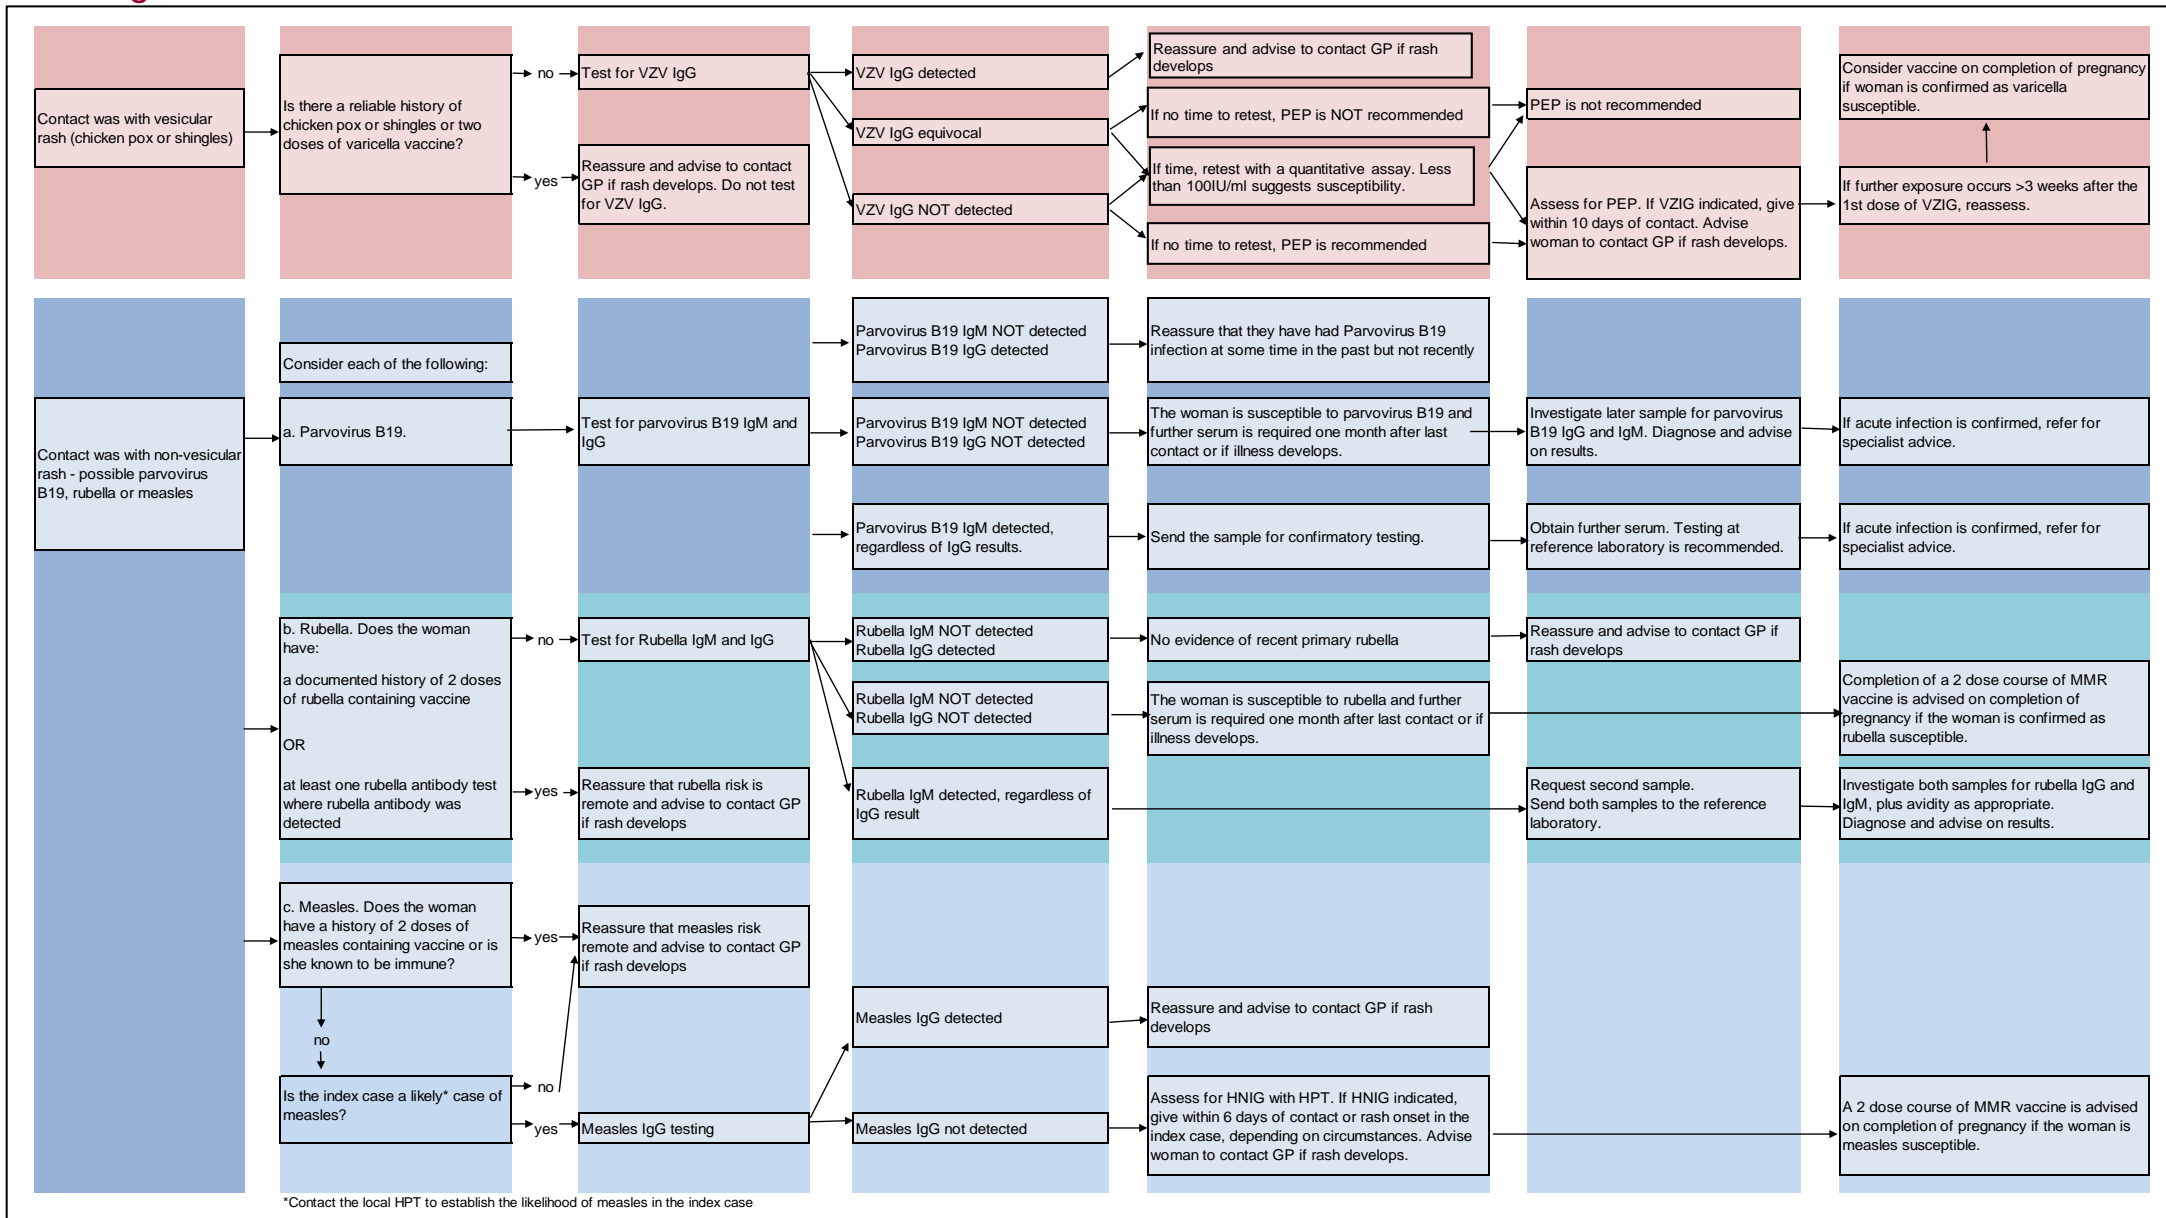 Contact was with vesicular
rash (chicken pox or shingles)
Is there a reliable history of
chicken pox or shingles or two
doses of varicella vaccine?
no
yes
Test for VZV IgG
Reassure and advise to contact
GP if rash develops. Do not test
for VZV IgG.
VZV IgG detected
VZV IgG equivocal
VZV IgG NOT detected
Reassure and advise to contact GP if rash
develops
If no time to retest, PEP is NOT recommended
If time, retest with a quantitative assay. Less
than 100IU/ml suggests susceptibility.
If no time to retest, PEP is recommended
PEP is not recommended
Assess for PEP. If VZIG indicated, give
within 10 days of contact. Advise
woman to contact GP if rash develops.
Consider vaccine on completion of pregnancy
if woman is confirmed as varicella
susceptible.
If further exposure occurs >3 weeks after the
1st dose of VZIG, reassess.
Contact was with non-vesicular
rash - possible parvovirus
B19, rubella or measles
Consider each of the following:
a. Parvovirus B19.
Test for parvovirus B19 IgM and
IgG
Parvovirus B19 IgM NOT detected
Parvovirus B19 IgG detected
Reassure that they have had Parvovirus B19
infection at some time in the past but not recently
Parvovirus B19 IgM NOT detected
Parvovirus B19 IgG NOT detected
The woman is susceptible to parvovirus B19 and
further serum is required one month after last
contact or if illness develops.
Investigate later sample for parvovirus
B19 IgG and IgM. Diagnose and advise
on results.
If acute infection is confirmed, refer for
specialist advice.
Parvovirus B19 IgM detected,
regardless of IgG results.
Send the sample for confirmatory testing.
Obtain further serum. Testing at
reference laboratory is recommended.
If acute infection is confirmed, refer for
specialist advice.
b. Rubella. Does the woman
have:
a documented history of 2 doses
of rubella containing vaccine
OR
at least one rubella antibody test
where rubella antibody was
detected
no
yes
Test for Rubella IgM and IgG
Reassure that rubella risk is
remote and advise to contact GP
if rash develops
Rubella IgM NOT detected
Rubella IgG detected
No evidence of recent primary rubella
Reassure and advise to contact GP if
rash develops
Rubella IgM NOT detected
Rubella IgG NOT detected
The woman is susceptible to rubella and further
serum is required one month after last contact or if
illness develops.
Completion of a 2 dose course of MMR
vaccine is advised on completion of
pregnancy if the woman is confirmed as
rubella susceptible.
Rubella IgM detected, regardless of
IgG result
Request second sample.
Send both samples to the reference
laboratory.
Investigate both samples for rubella IgG and
IgM, plus avidity as appropriate.
Diagnose and advise on results.
c. Measles. Does the woman
have a history of 2 doses of
measles containing vaccine or is
she known to be immune?
yes
Reassure that measles risk
remote and advise to contact GP
if rash develops
no
Is the index case a likely* case of
measles?
no
yes
Measles IgG testing
Measles IgG detected
Reassure and advise to contact GP if rash
develops
Measles IgG not detected
Assess for HNIG with HPT. If HNIG indicated,
give within 6 days of contact or rash onset in the
index case, depending on circumstances. Advise
woman to contact GP if rash develops.
A 2 dose course of MMR vaccine is advised
on completion of pregnancy if the woman is
measles susceptible.
*Contact the local HPT to establish the likelihood of measles in the index case